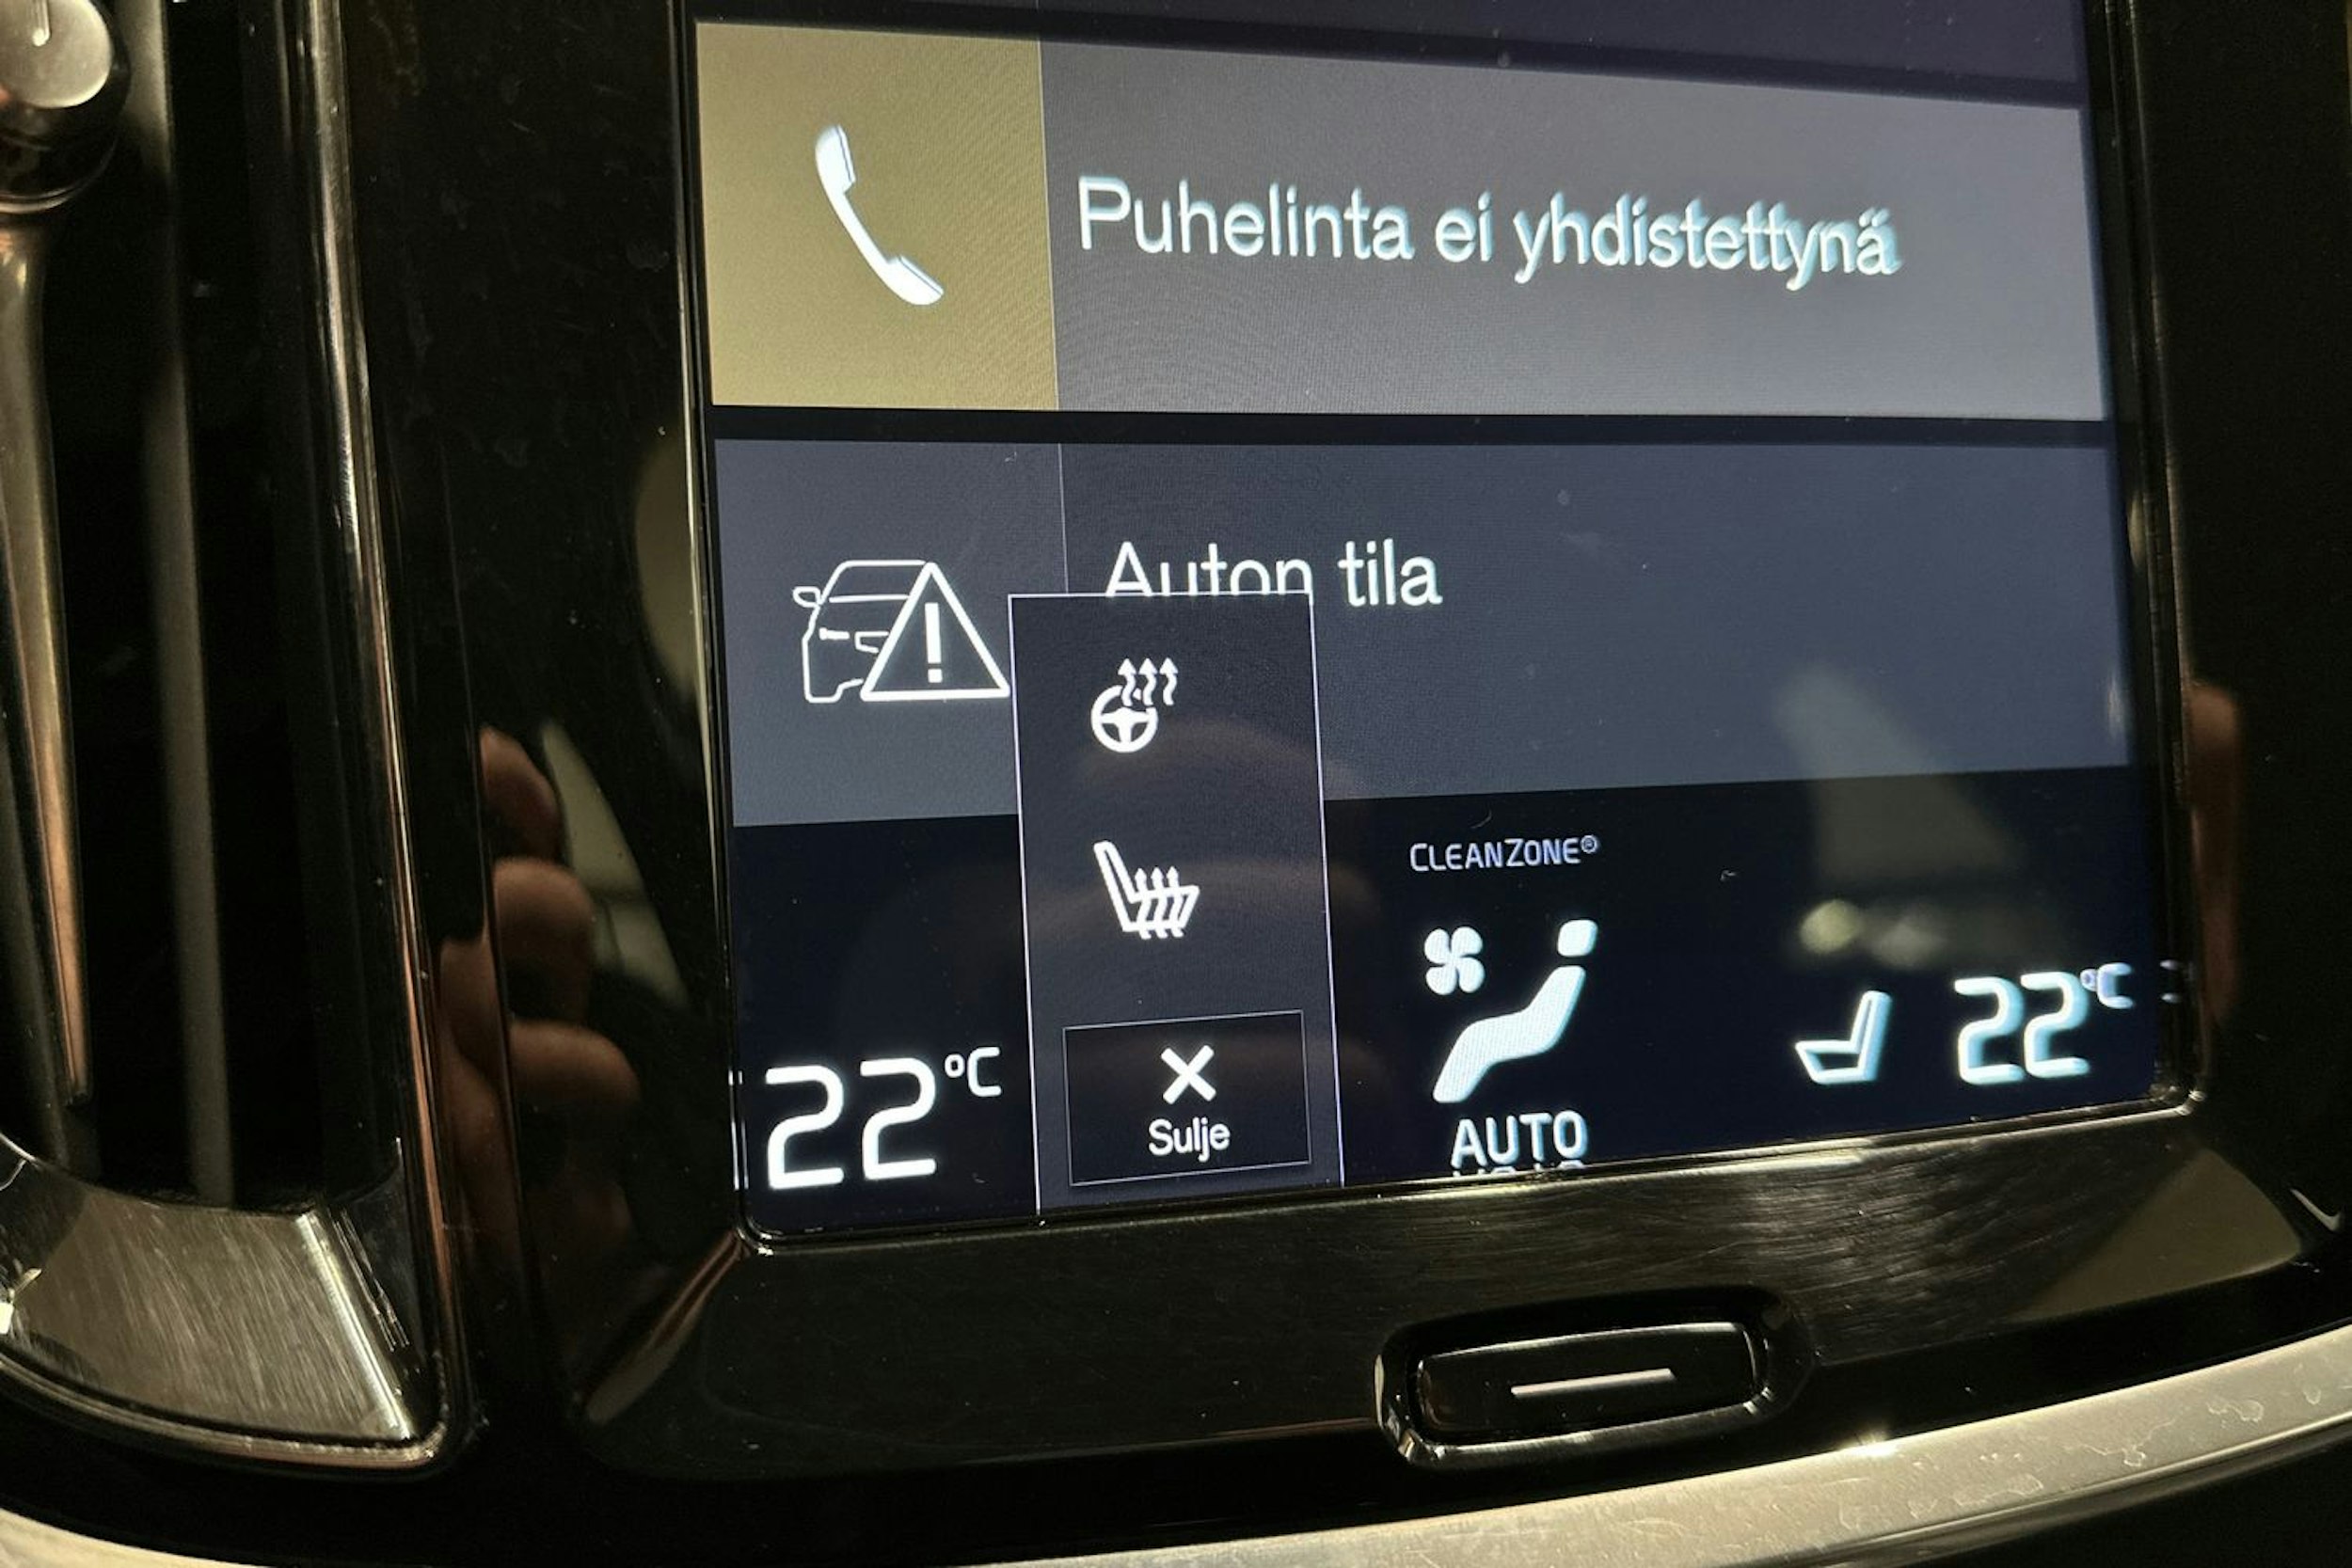 Puhelinta ei yhdistettynä
Auton tila
CLEANZONE®
22°C
22°C
Sulje
AUTO